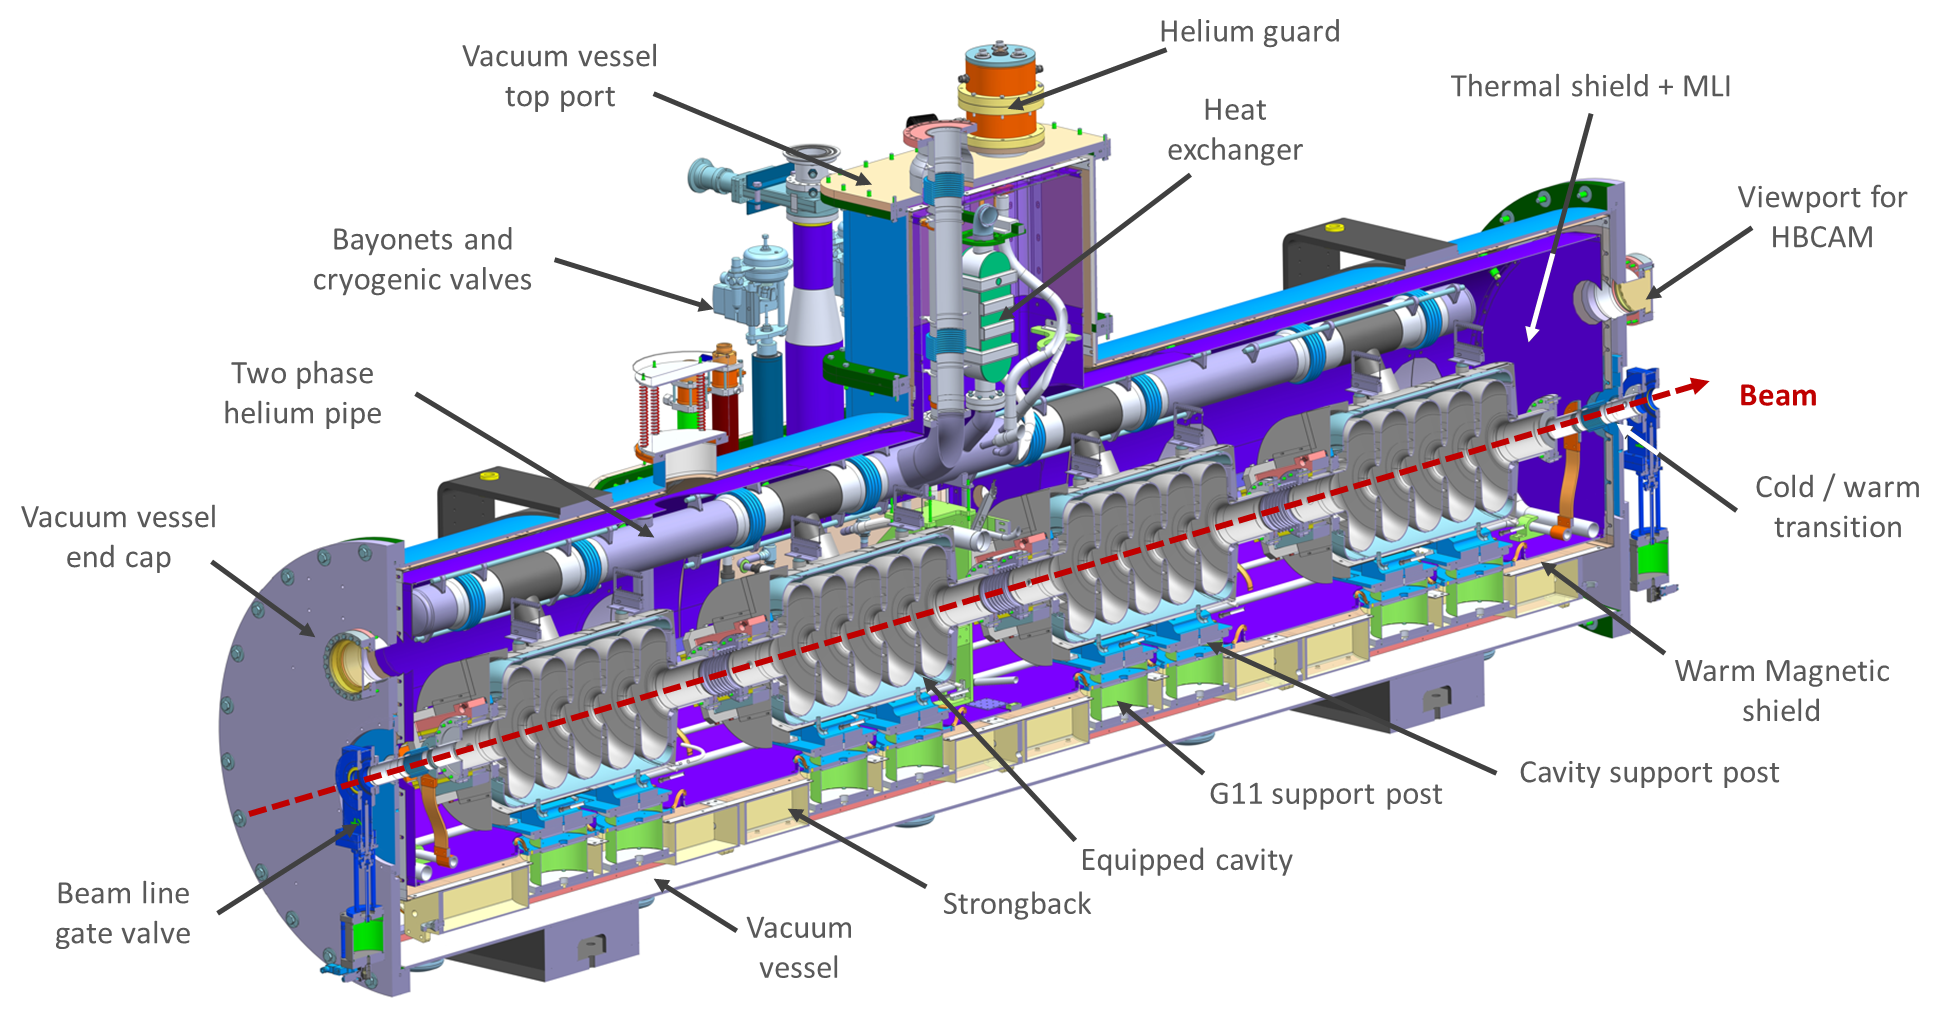 Helium guard
Vacuum vessel
top port
Thermal shield + MLI
Heat
exchanger
Viewport for
HBCAM
Bayonets and
cryogenic valves
Two phase
helium pipe
Beam
Vacuum vessel
end cap
Cold / warm
transition
Warm Magnetic
shield
Cavity support post
G11 support post
Equipped cavity
Strongback
Beam line
gate valve
Vacuum
vessel